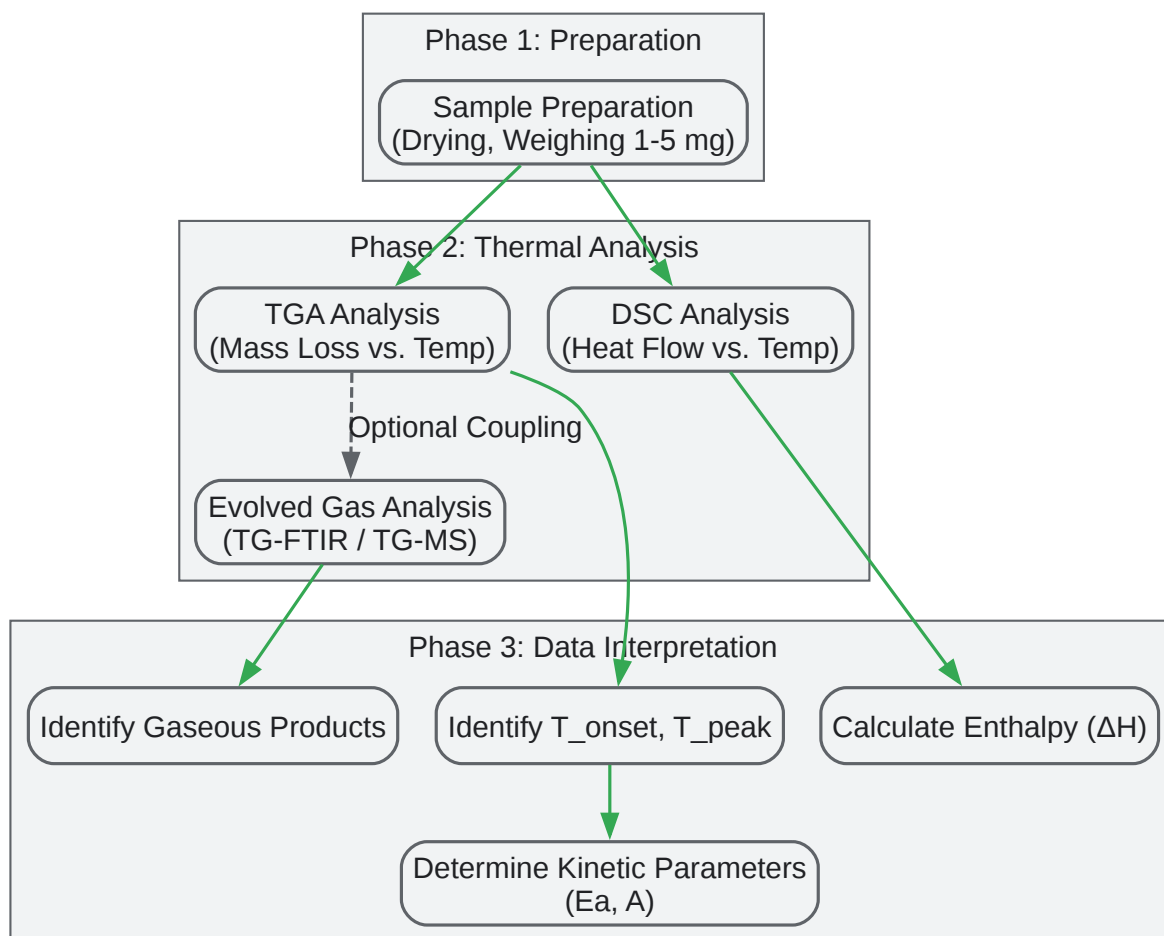 Phase 1: Preparation
Sample Preparation
(Drying, Weighing 1-5 mg)
Phase 2: Thermal Analysis
TGA Analysis
(Mass Loss vs. Temp)
DSC Analysis
(Heat Flow vs. Temp)
Optional Coupling
Evolved Gas Analysis
(TG-FTIR / TG-MS)
Phase 3: Data Interpretation
Identify Gaseous Products
Identify T_onset, T_peak
Calculate Enthalpy (ΔH)
Determine Kinetic Parameters
(Ea, A)